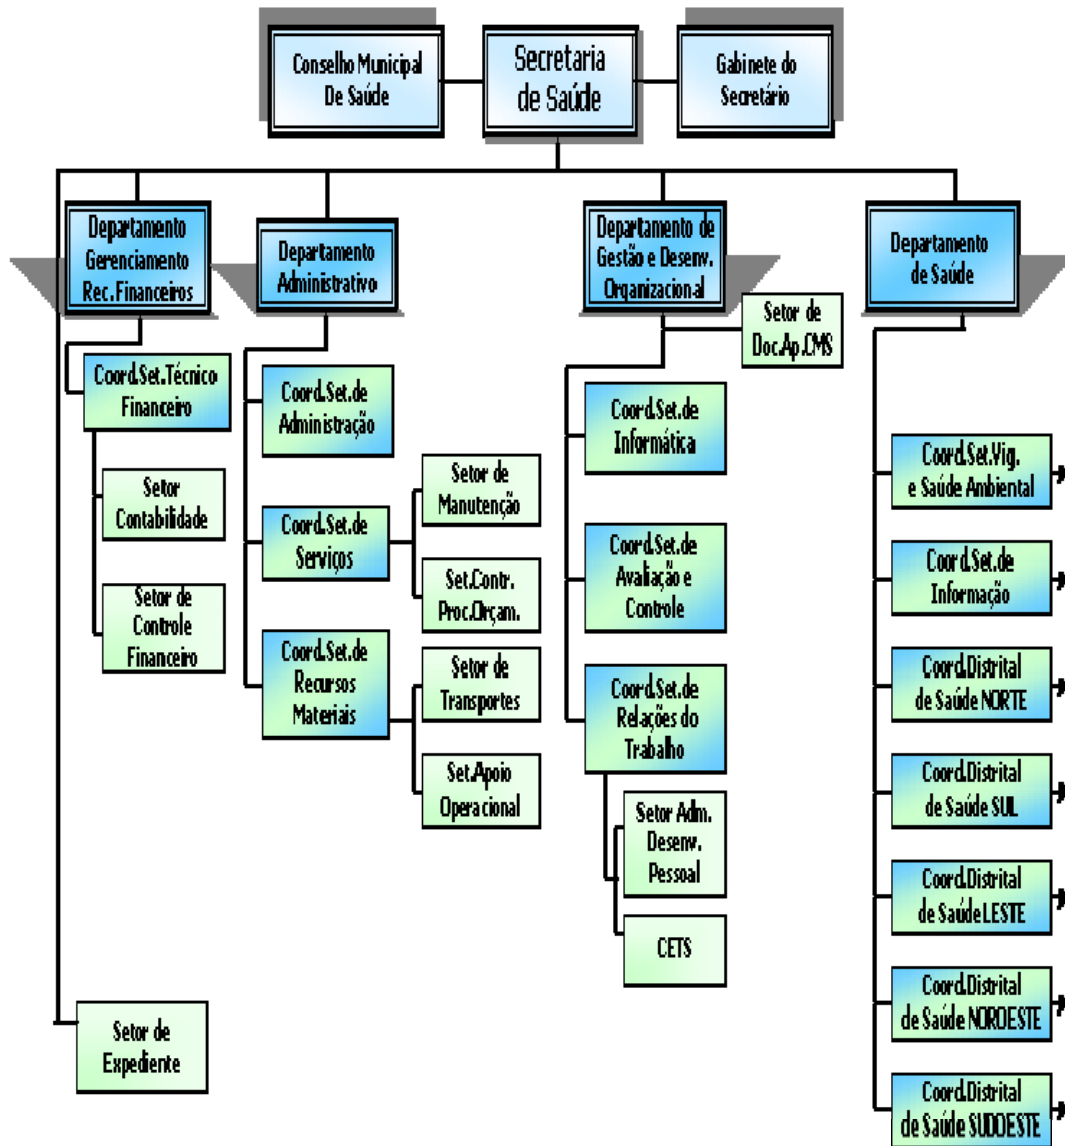 Conselho Municipal
De Saúde
Secretaria
de Saúde
Gabinete do
Secretário
Departamento
Gerenciamento
Rec.Financeiros
Departamento
Administrativo
Departamento de
Gestão e Desenv.
Organizacional
Departamento
de Saúde
Setor de
Doc.Ap.CMS
Coord.Set.Técnico
Financeiro
Setor
Contabilidade
Setor de
Controle
Financeiro
Coord.Set.de
Administração
Coord.Set.de
Serviços
Setor de
Manutenção
Set.Contr.
Proc.Orçam.
Coord.Set.de
Recursos
Materiais
Setor de
Transportes
Set.Apoio
Operacional
Coord.Set.de
Informática
Coord.Set.de
Avaliação e
Controle
Coord.Set.de
Relações do
Trabalho
Setor Adm.
Desenv.
Pessoal
CETS
Coord.Set.Vig.
e Saúde Ambiental
Coord.Set.de
Informação
Coord.Distrital
de Saúde NORTE
Coord.Distrital
de Saúde SUL
Coord.Distrital
de Saúde LESTE
Coord.Distrital
de Saúde NOROESTE
Coord.Distrital
de Saúde SUDOESTE
Setor de
Expediente